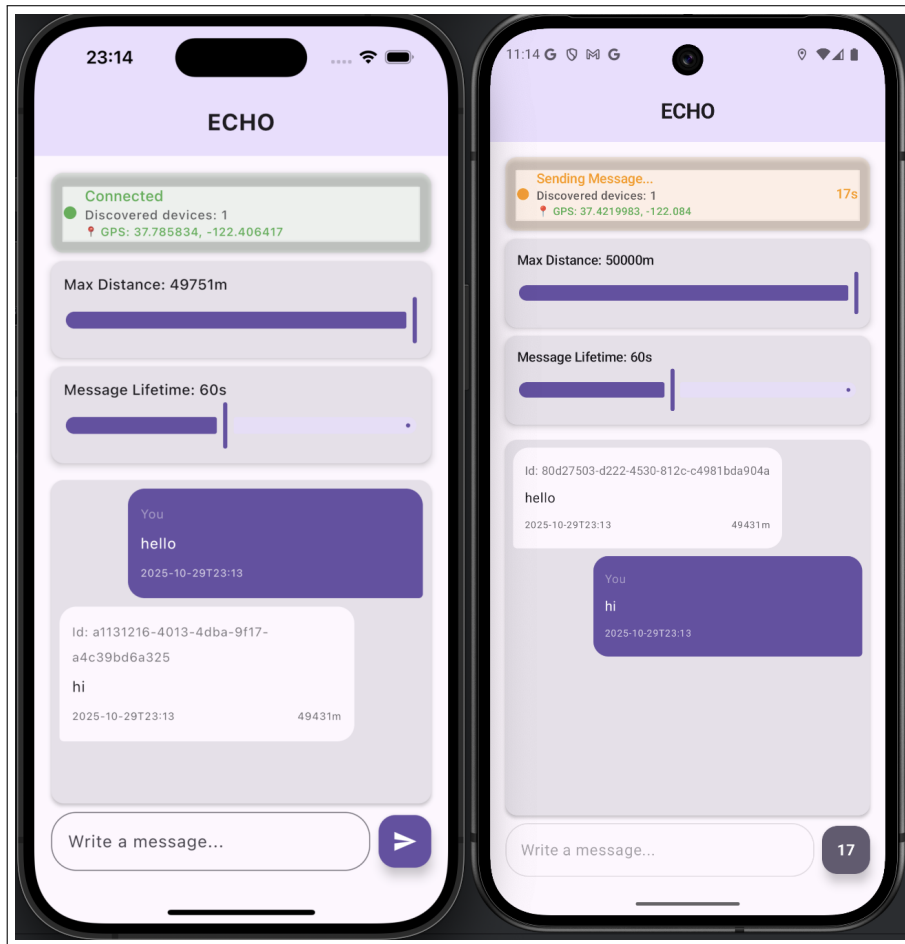 23:14
ECHO
Connected
Discovered devices: 1
📍 GPS: 37.785834, -122.406417
Max Distance: 49751m
Message Lifetime: 60s
You
hello
2025-10-29T23:13
Id: a1131216-4013-4dba-9f17-
a4c39bd6a325
hi
2025-10-29T23:13 49431m
Write a message...
11:14 G G
ECHO
Sending Message...
Discovered devices: 1 17s
📍 GPS: 37.4219983, -122.084
Max Distance: 50000m
Message Lifetime: 60s
Id: 80d27503-d222-4530-812c-c4981bda904a
hello
2025-10-29T23:13 49431m
You
hi
2025-10-29T23:13
Write a message... 17